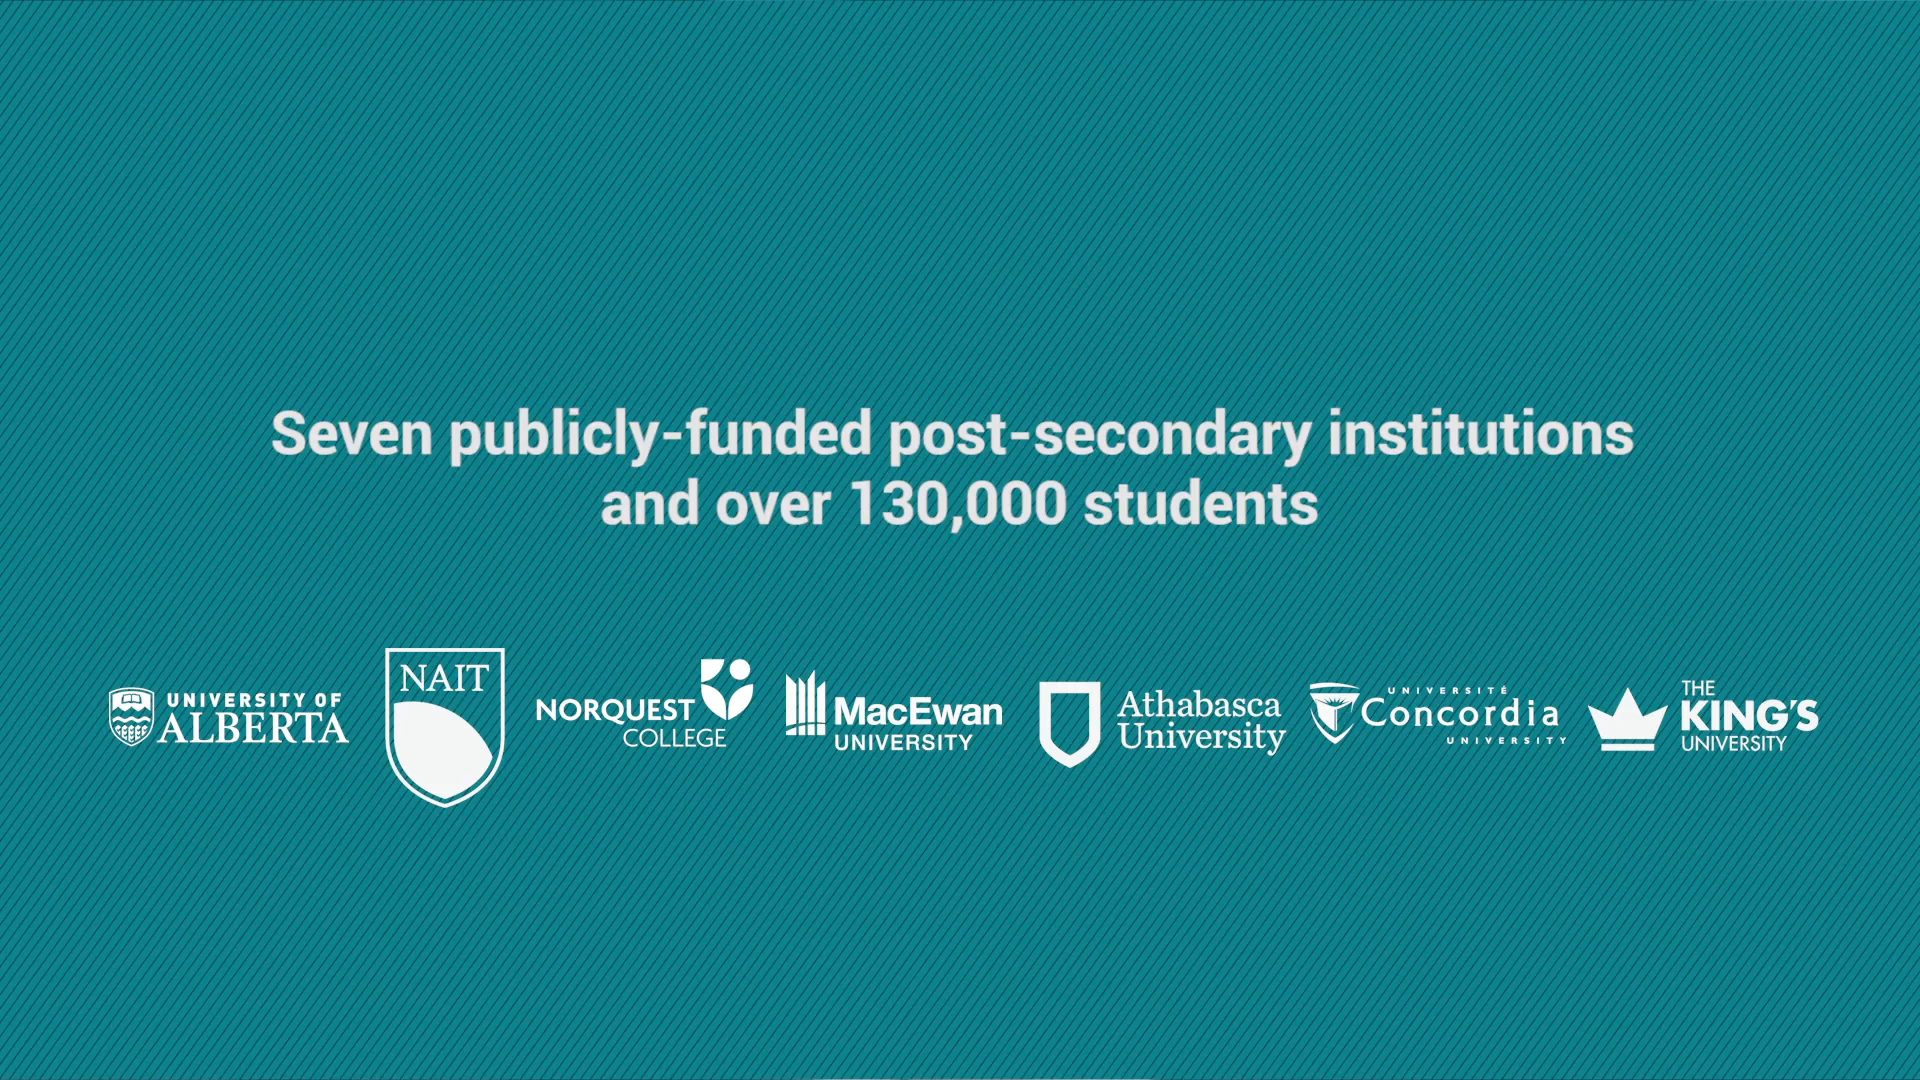 Seven publicly-funded post-secondary institutions
and over 130,000 students
UNIVERSITY OF
ALBERTA
NAIT
NORQUEST
COLLEGE
MacEwan
UNIVERSITY
Athabasca
University
UNIVERSITÉ
Concordia
UNIVERSITY
THE
KING'S
UNIVERSITY